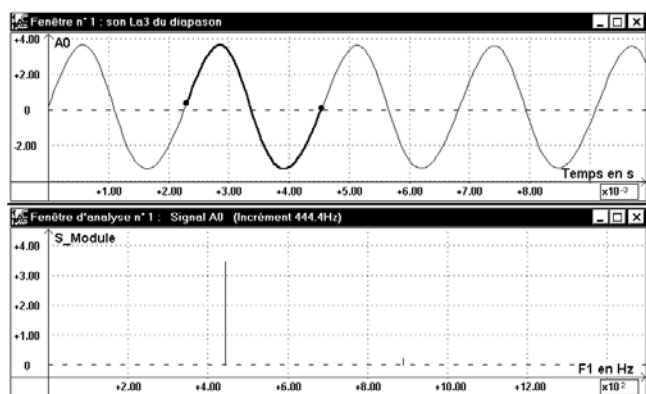 Fenêtre n° 1 : son La3 du diapason
+4.00
A0
+2.00
0
-2.00
Temps en s
+1.00 +2.00 +3.00 +4.00 +5.00 +6.00 +7.00 +8.00 x10⁻³
Fenêtre d'analyse n° 1 : Signal A0 (Incrément 444.4Hz)
S_Module
+4.00
+3.00
+2.00
+1.00
0
F1 en Hz
+2.00 +4.00 +6.00 +8.00 +10.00 +12.00 x10²